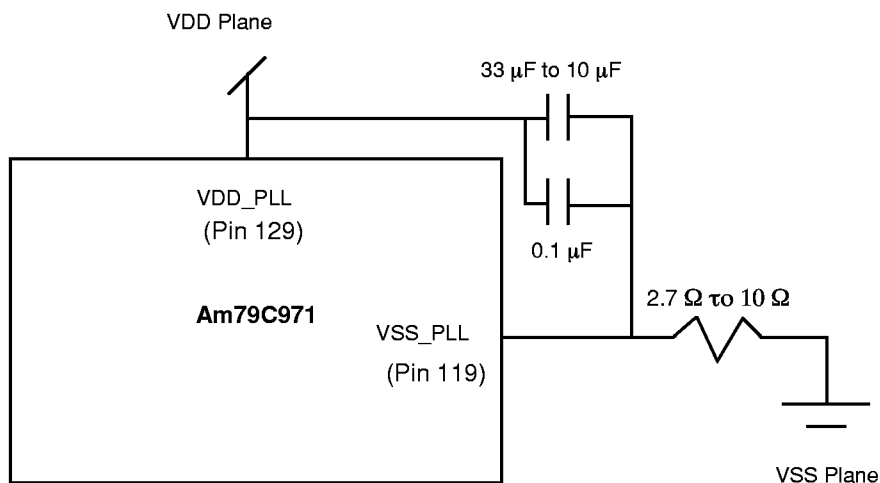 VDD Plane
33 µF to 10 µF
VDD_PLL
(Pin 129)
0.1 µF
2.7 Ω το 10 Ω
Am79C971
VSS_PLL
(Pin 119)
VSS Plane